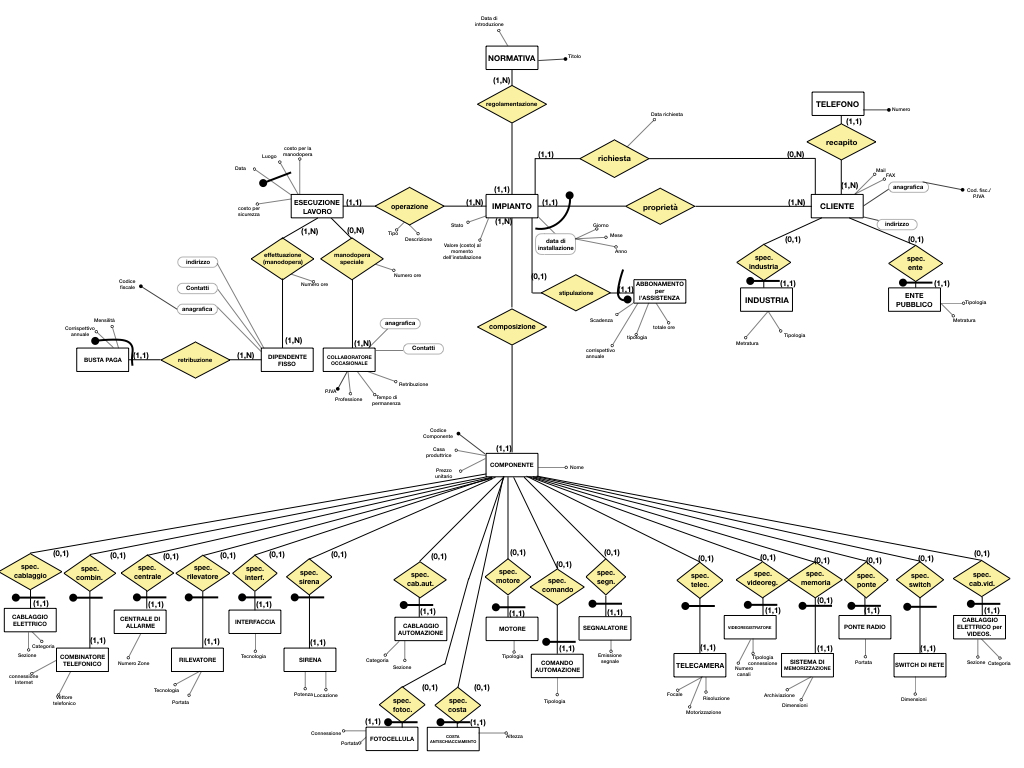 Data di
introduzione
NORMATIVA
Titolo
(1,N)
regolamentazione
TELEFONO
Numero
(1,1)
recapito
Data richiesta
(1,1)
richiesta
(0,N)
costo per la
manodopera
Luogo
Data
costo per
sicurezza
ESECUZIONE
LAVORO
(1,1)
operazione
Tipo
Descrizione
(1,N)
(1,1)
IMPIANTO
(1,1)
(1,N)
Stato
Valore (costo) al
momento
dell'installazione
data di
installazione
Giorno
Mese
Anno
proprietà
(1,N)
(1,N)
CLIENTE
Mail
FAX
anagrafica
Cod. fisc./
P.IVA
indirizzo
(1,N)
(0,N)
effettuazione
(manodopera)
Numero ore
manodopera
speciale
Numero ore
(0,1)
spec.
industria
(1,1)
INDUSTRIA
Metratura
Tipologia
(0,1)
spec.
ente
(1,1)
ENTE
PUBBLICO
Tipologia
Metratura
(0,1)
stipulazione
(1,1)
ABBONAMENTO
per
l'ASSISTENZA
Scadenza
corrispettivo
annuale
tipologia
totale ore
indirizzo
Contatti
anagrafica
Codice
fiscale
Mensilità
Corrispettivo
annuale
BUSTA PAGA
(1,1)
retribuzione
(1,N)
(1,N)
DIPENDENTE
FISSO
(1,N)
COLLABORATORE
OCCASIONALE
anagrafica
Contatti
Retribuzione
P.IVA
Professione
Tempo di
permanenza
composizione
(1,1)
COMPONENTE
Codice
Componente
Casa
produttrice
Prezzo
unitario
Nome
(0,1)
spec.
cablaggio
(1,1)
CABLAGGIO
ELETTRICO
Sezione
Categoria
(0,1)
spec.
combin.
(1,1)
COMBINATORE
TELEFONICO
connessione
Internet
Vettore
telefonico
(0,1)
spec.
centrale
(1,1)
CENTRALE DI
ALLARME
Numero Zone
(0,1)
spec.
rilevatore
(1,1)
RILEVATORE
Tecnologia
Portata
(0,1)
spec.
interf.
(1,1)
INTERFACCIA
Tecnologia
(0,1)
spec.
sirena
(1,1)
SIRENA
Potenza
Locazione
(0,1)
spec.
cab.aut.
(1,1)
CABLAGGIO
AUTOMAZIONE
Categoria
Sezione
(0,1)
spec.
fotoc.
(1,1)
FOTOCELLULA
Connessione
Portata
(0,1)
spec.
costa
(1,1)
COSTA
ANTISCHIACCIAMENTO
Altezza
(0,1)
spec.
motore
(1,1)
MOTORE
Tipologia
(0,1)
spec.
comando
(1,1)
COMANDO
AUTOMAZIONE
Tipologia
(0,1)
spec.
segn.
(1,1)
SEGNALATORE
Emissione
segnale
(0,1)
spec.
telec.
(1,1)
TELECAMERA
Focale
Motorizzazione
Risoluzione
(0,1)
spec.
videoreg.
(1,1)
VIDEOREGISTRATORE
Numero
canali
Tipologia
connessione
(0,1)
spec.
memoria
(0,1)
(1,1)
SISTEMA DI
MEMORIZZAZIONE
Archiviazione
Dimensioni
(0,1)
spec.
ponte
(1,1)
PONTE RADIO
Portata
(0,1)
spec.
switch
(1,1)
SWITCH DI RETE
Dimensioni
(0,1)
spec.
cab.vid.
(1,1)
CABLAGGIO
ELETTRICO per
VIDEOS.
Sezione
Categoria